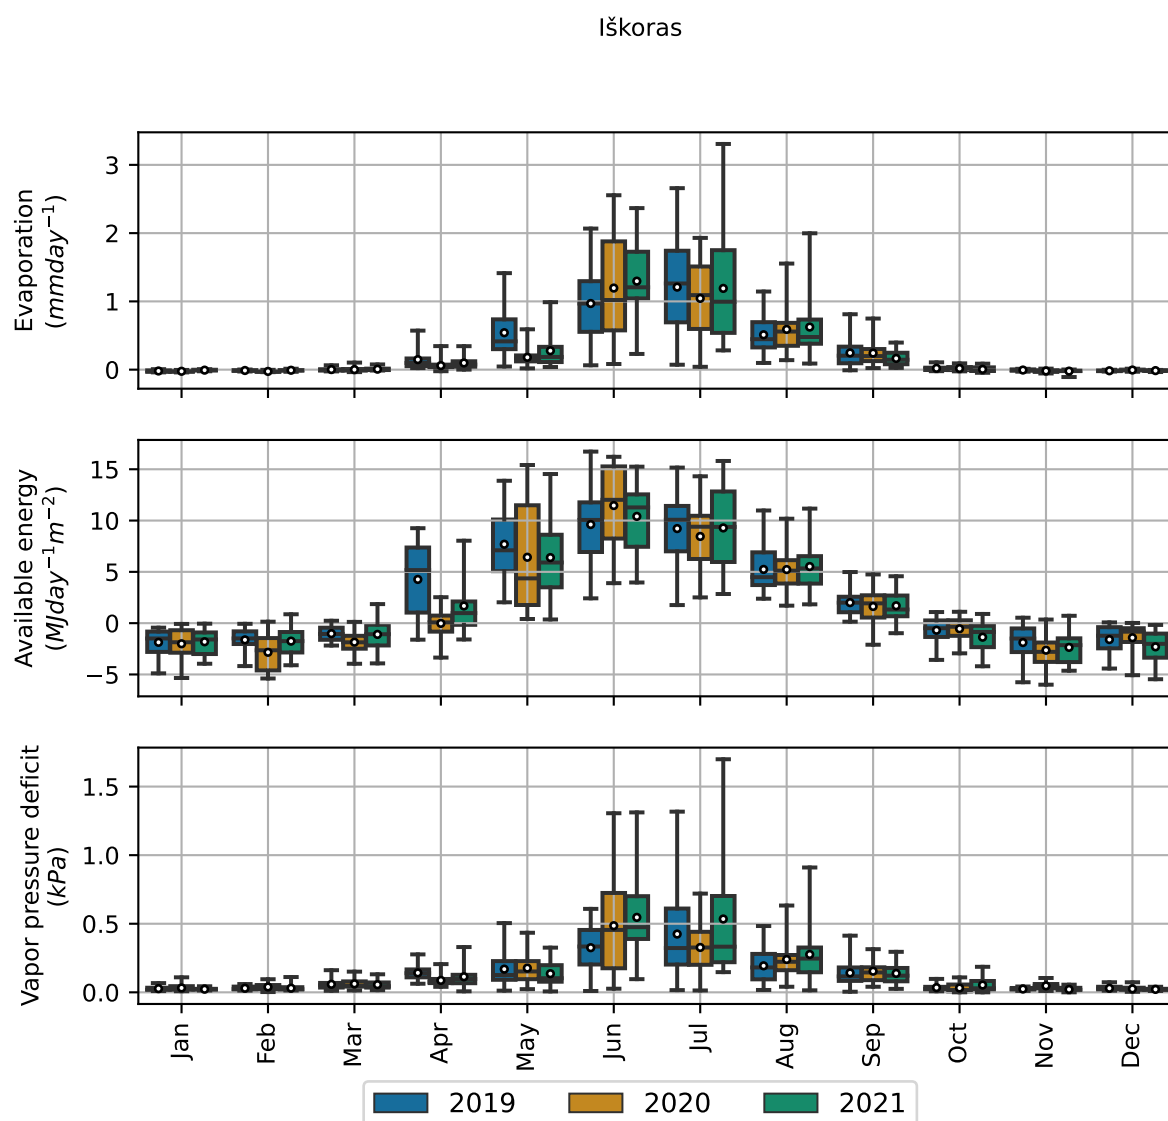 Iškoras
Evaporation
(mmday⁻¹)
3
2
1
0
Available energy
(MJday⁻¹m⁻²)
15
10
5
0
−5
Vapor pressure deficit
(kPa)
1.5
1.0
0.5
0.0
Jan Feb Mar Apr May Jun Jul Aug Sep Oct Nov Dec
2019 2020 2021